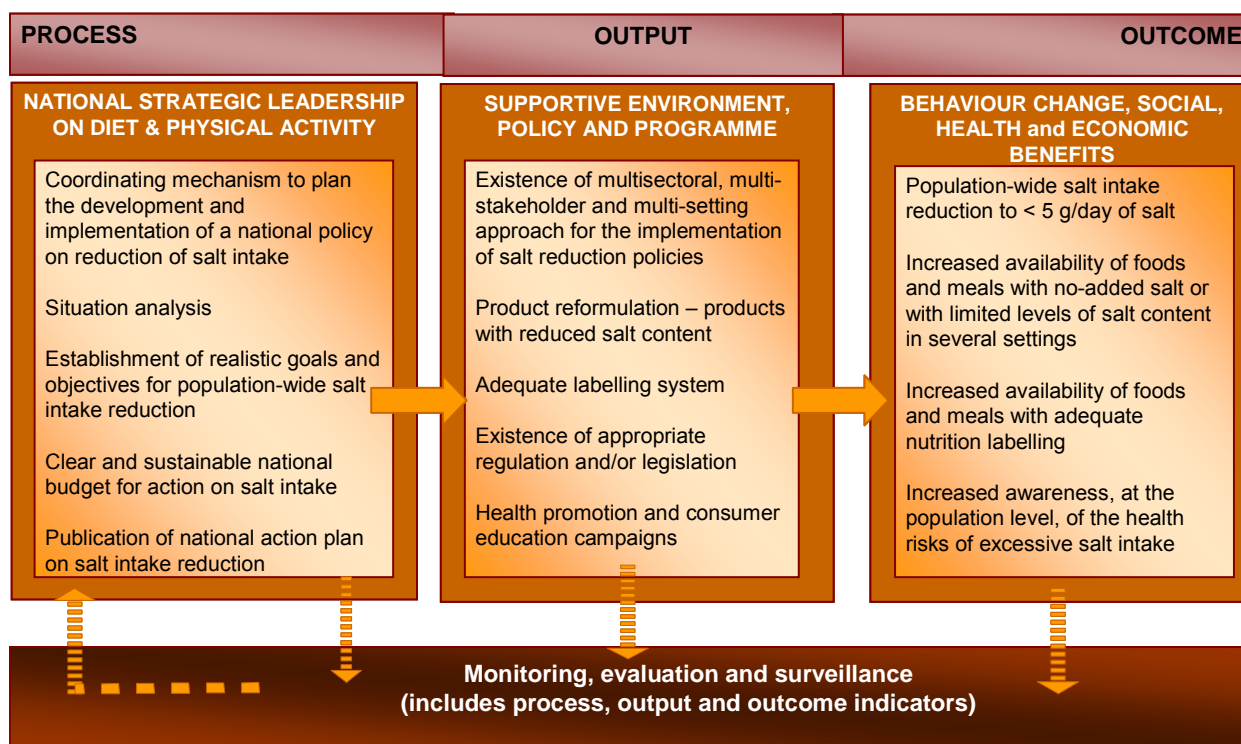 PROCESS
OUTPUT
OUTCOME
NATIONAL STRATEGIC LEADERSHIP
ON DIET & PHYSICAL ACTIVITY
Coordinating mechanism to plan
the development and
implementation of a national policy
on reduction of salt intake
Situation analysis
Establishment of realistic goals and
objectives for population-wide salt
intake reduction
Clear and sustainable national
budget for action on salt intake
Publication of national action plan
on salt intake reduction
SUPPORTIVE ENVIRONMENT,
POLICY AND PROGRAMME
Existence of multisectoral, multi-
stakeholder and multi-setting
approach for the implementation
of salt reduction policies
Product reformulation – products
with reduced salt content
Adequate labelling system
Existence of appropriate
regulation and/or legislation
Health promotion and consumer
education campaigns
BEHAVIOUR CHANGE, SOCIAL,
HEALTH and ECONOMIC
BENEFITS
Population-wide salt intake
reduction to < 5 g/day of salt
Increased availability of foods
and meals with no-added salt or
with limited levels of salt content
in several settings
Increased availability of foods
and meals with adequate
nutrition labelling
Increased awareness, at the
population level, of the health
risks of excessive salt intake
Monitoring, evaluation and surveillance
(includes process, output and outcome indicators)